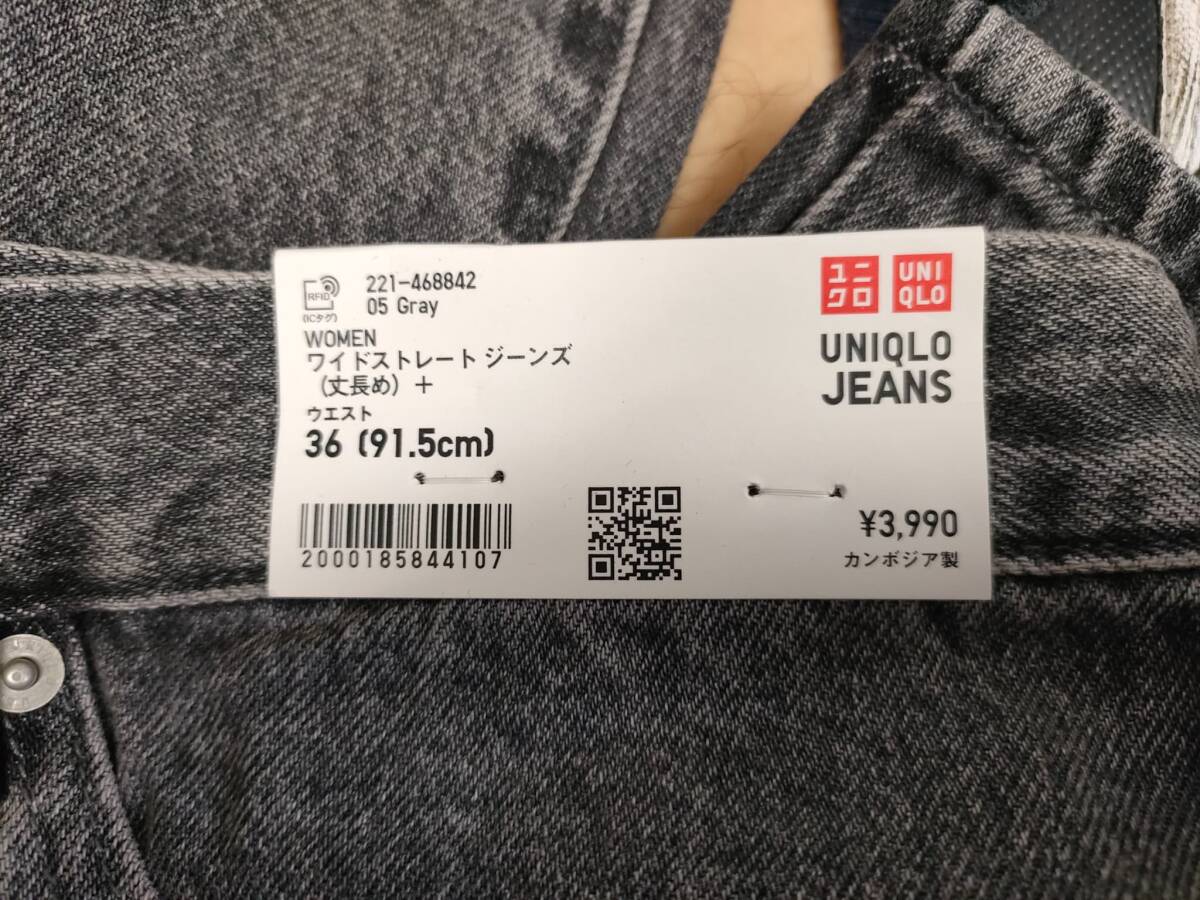 RFID
(ICタグ)
221-468842
05 Gray
WOMEN
ワイドストレート ジーンズ
(丈長め) +
ウエスト
36 (91.5cm)
2000185844107
ユニ
クロ
UNI
QLO
UNIQLO
JEANS
¥3,990
カンボジア製